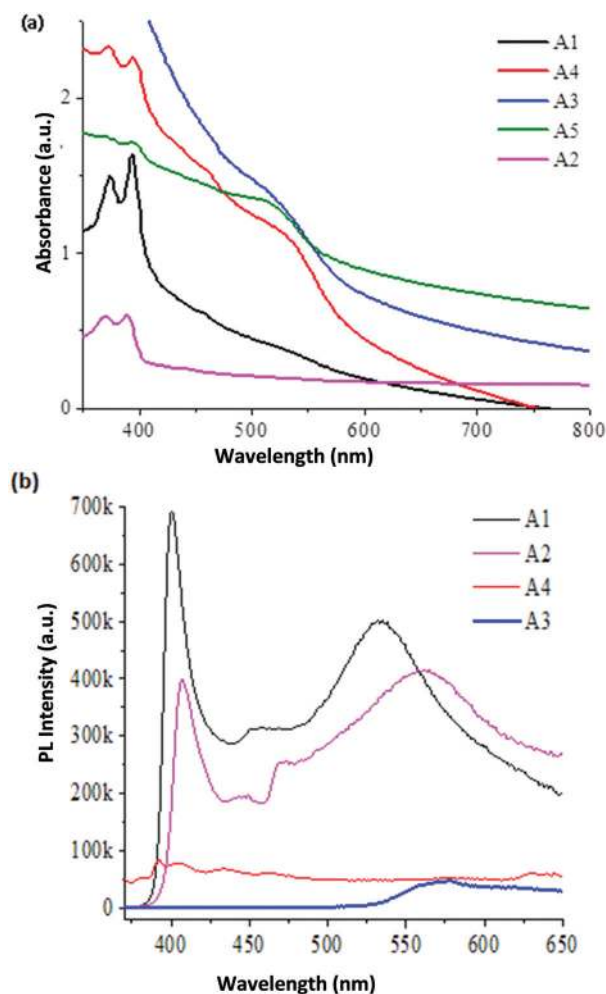 (a)
A1
A4
A3
A5
A2
Absorbance (a.u.)
2
1
0
400 500 600 700 800
Wavelength (nm)
(b)
A1
A2
A4
A3
PL Intensity (a.u.)
700k
600k
500k
400k
300k
200k
100k
0
400 450 500 550 600 650
Wavelength (nm)